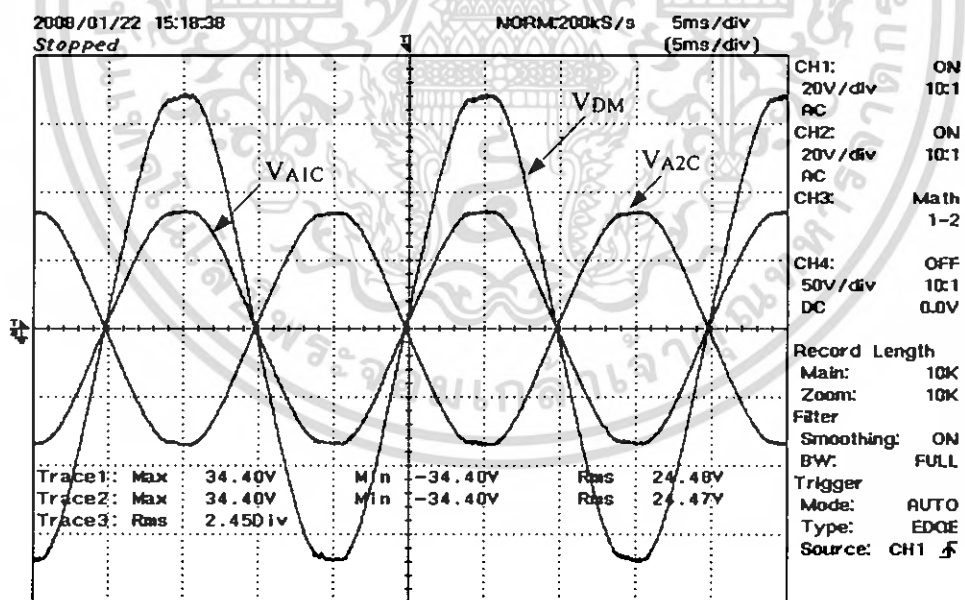 2008/01/22 15:18:38 NORM:200kS/s 5ms/div
Stopped (5ms/div)
CH1: ON
20V/div 10:1
AC
CH2: ON
20V/div 10:1
AC
CH3: Math
1-2
CH4: OFF
50V/div 10:1
DC 0.0V
Record Length
Main: 10K
Zoom: 10K
Filter
Smoothing: ON
BW: FULL
Trigger
Mode: AUTO
Type: EDGE
Source: CH1
VDM
VA1C
VA2C
Trace1: Max 34.40V Min -34.40V Rms 24.48V
Trace2: Max 34.40V Min -34.40V Rms 24.47V
Trace3: Rms 2.45Div